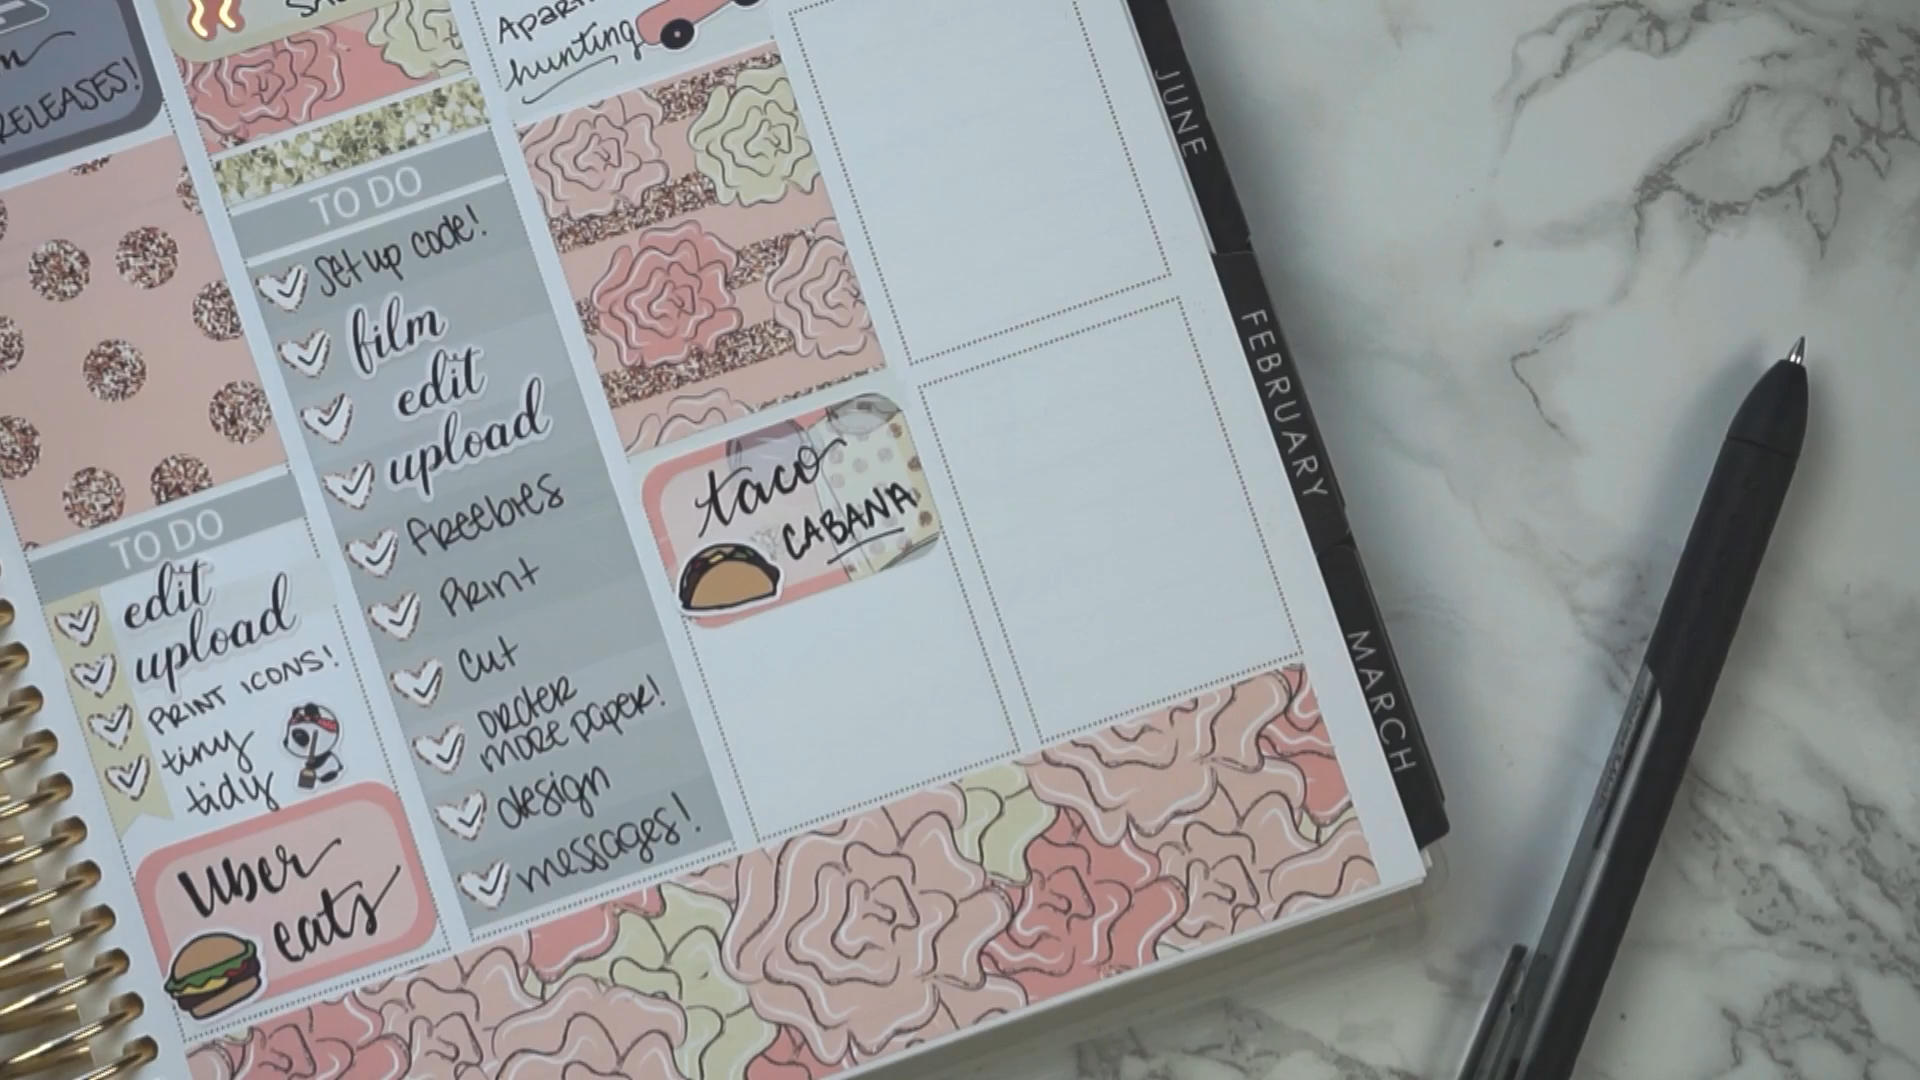 RELEASES!
TO DO
edit
upload
PRINT ICONS!
tiny
tidy
Uber
eats
TO DO
Set up code!
film
edit
upload
freebies
Print
Cut
order
more paper!
design
messages!
hunting
taco
CABANA
JUNE
FEBRUARY
MARCH